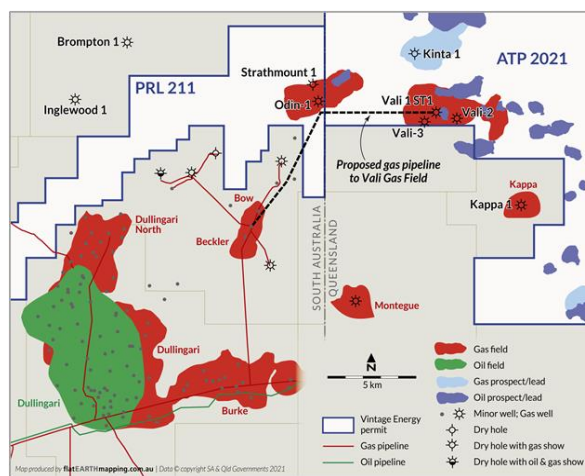 Brompton 1
Kinta 1
ATP 2021
PRL 211
Strathmount 1
Odin-1
Inglewood 1
Vali 1 ST1
Vali-2
Vali-3
Proposed gas pipeline
to Vali Gas Field
Kappa
Kappa 1
Bow
Dullingari
North
Beckler
SOUTH AUSTRALIA
QUEENSLAND
Montegue
Dullingari
Dullingari
Burke
N
5 km
Gas field
Oil field
Gas prospect/lead
Oil prospect/lead
Minor well; Gas well
Dry hole
Dry hole with gas show
Dry hole with oil & gas show
Vintage Energy
permit
Gas pipeline
Oil pipeline
Map produced by flatEARTHmapping.com.au | Data © copyright SA & Qld Governments 2021